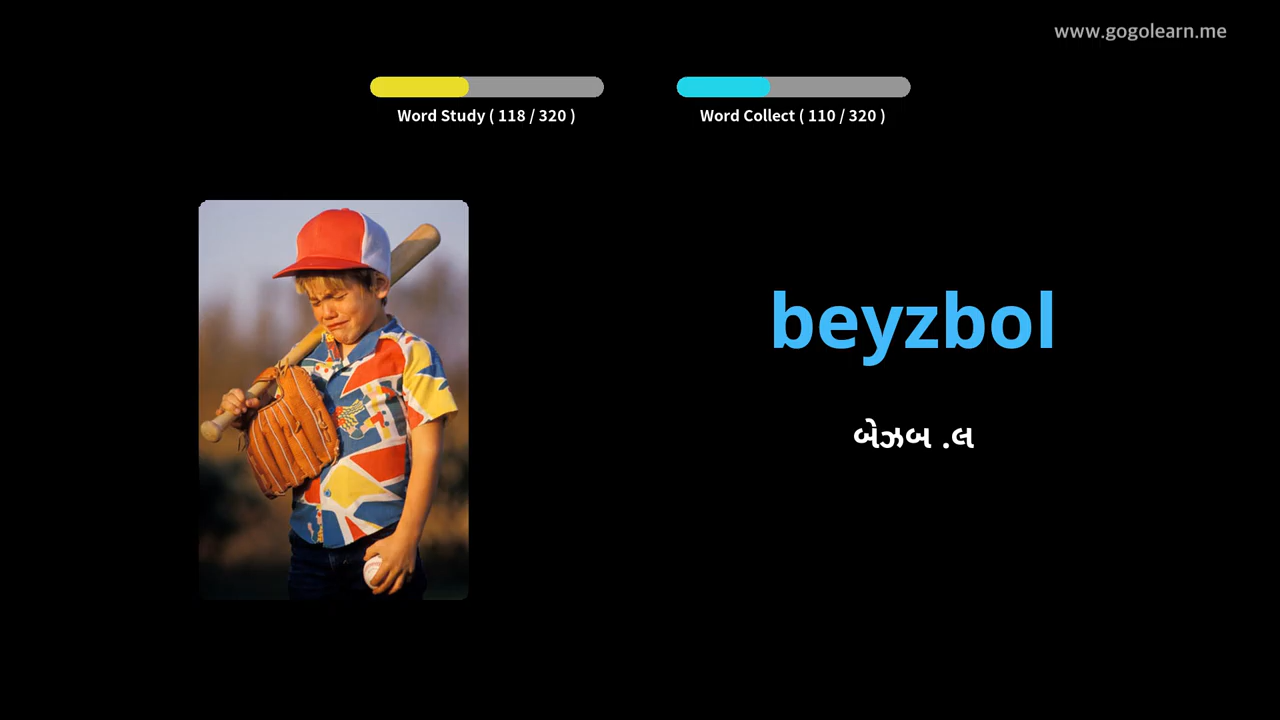 www.gogolearn.me
Word Study ( 118 / 320 )
Word Collect ( 110 / 320 )
beyzbol
બેઝબ .લ